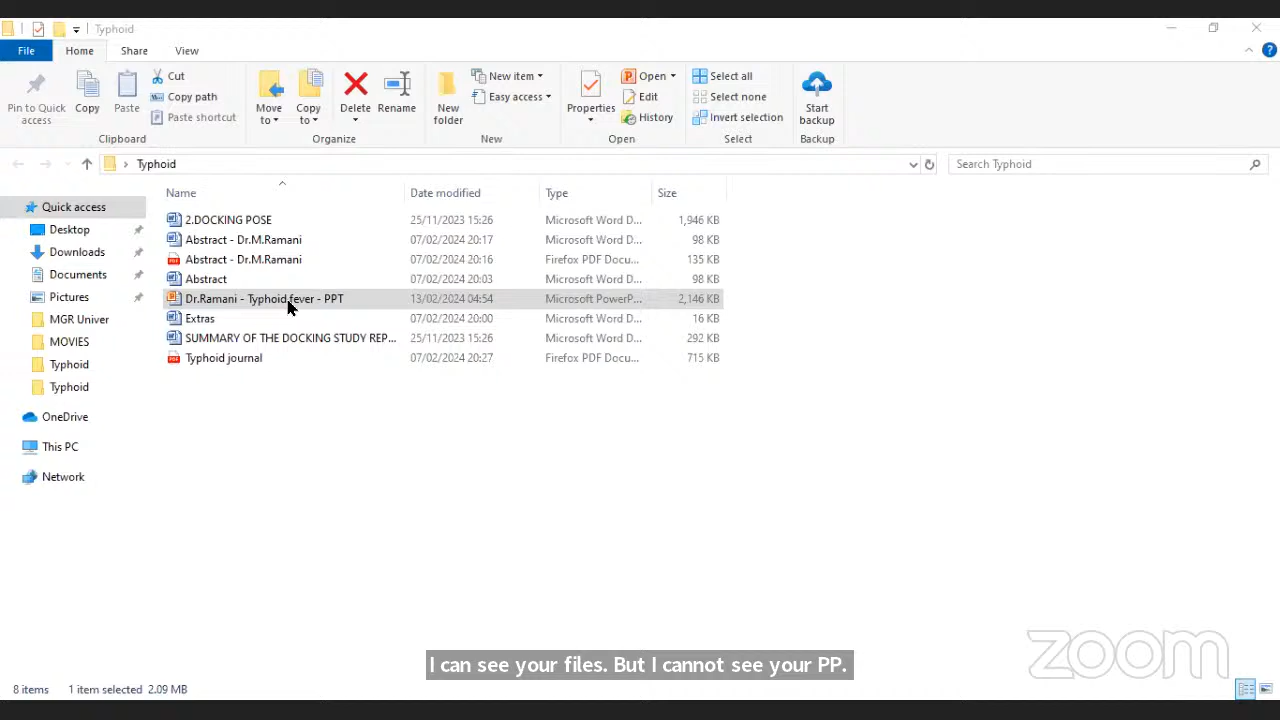 Typhoid
File Home Share View
Pin to Quick access
Copy
Paste
Cut
Copy path
Paste shortcut
Clipboard
Move to
Copy to
Delete
Rename
Organize
New folder
New item
Easy access
New
Properties
Open
Edit
History
Open
Select all
Select none
Invert selection
Select
Start backup
Backup
Typhoid
Search Typhoid
Name Date modified Type Size
Quick access
Desktop
Downloads
Documents
Pictures
MGR Univer
MOVIES
Typhoid
Typhoid
OneDrive
This PC
Network
2.DOCKING POSE 25/11/2023 15:26 Microsoft Word D... 1,946 KB
Abstract - Dr.M.Ramani 07/02/2024 20:17 Microsoft Word D... 98 KB
Abstract - Dr.M.Ramani 07/02/2024 20:16 Firefox PDF Docu... 135 KB
Abstract 07/02/2024 20:03 Microsoft Word D... 98 KB
Dr.Ramani - Typhoid fever - PPT 13/02/2024 04:54 Microsoft PowerP... 2,146 KB
Extras 07/02/2024 20:00 Microsoft Word D... 16 KB
SUMMARY OF THE DOCKING STUDY REP... 25/11/2023 15:26 Microsoft Word D... 292 KB
Typhoid journal 07/02/2024 20:27 Firefox PDF Docu... 715 KB
I can see your files. But I cannot see your PP.
zoom
8 items 1 item selected 2.09 MB